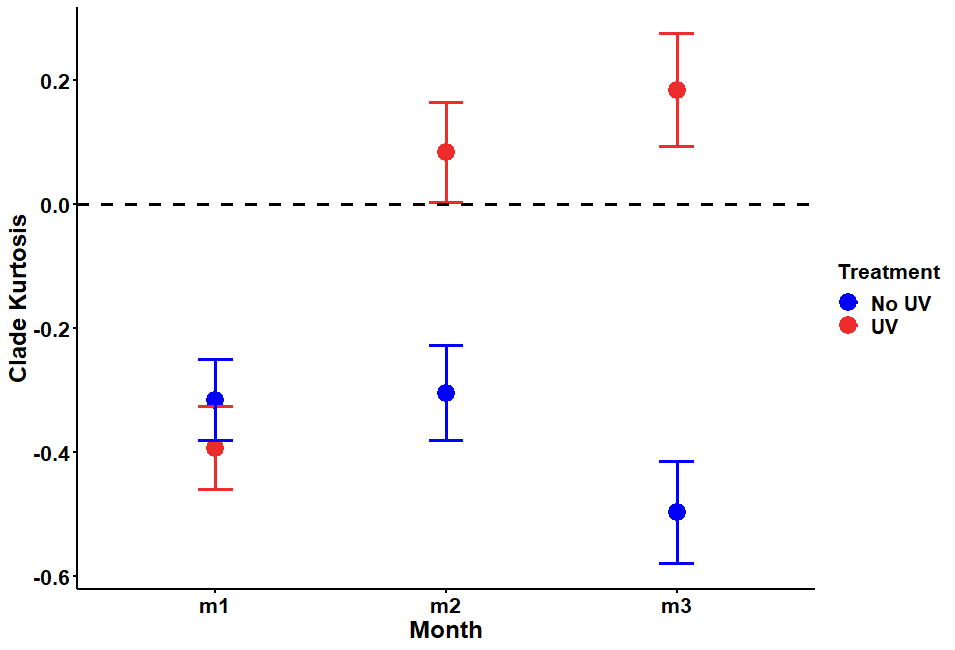 Clade Kurtosis
0.2
0.0
-0.2
-0.4
-0.6
m1
m2
m3
Month
Treatment
No UV
UV